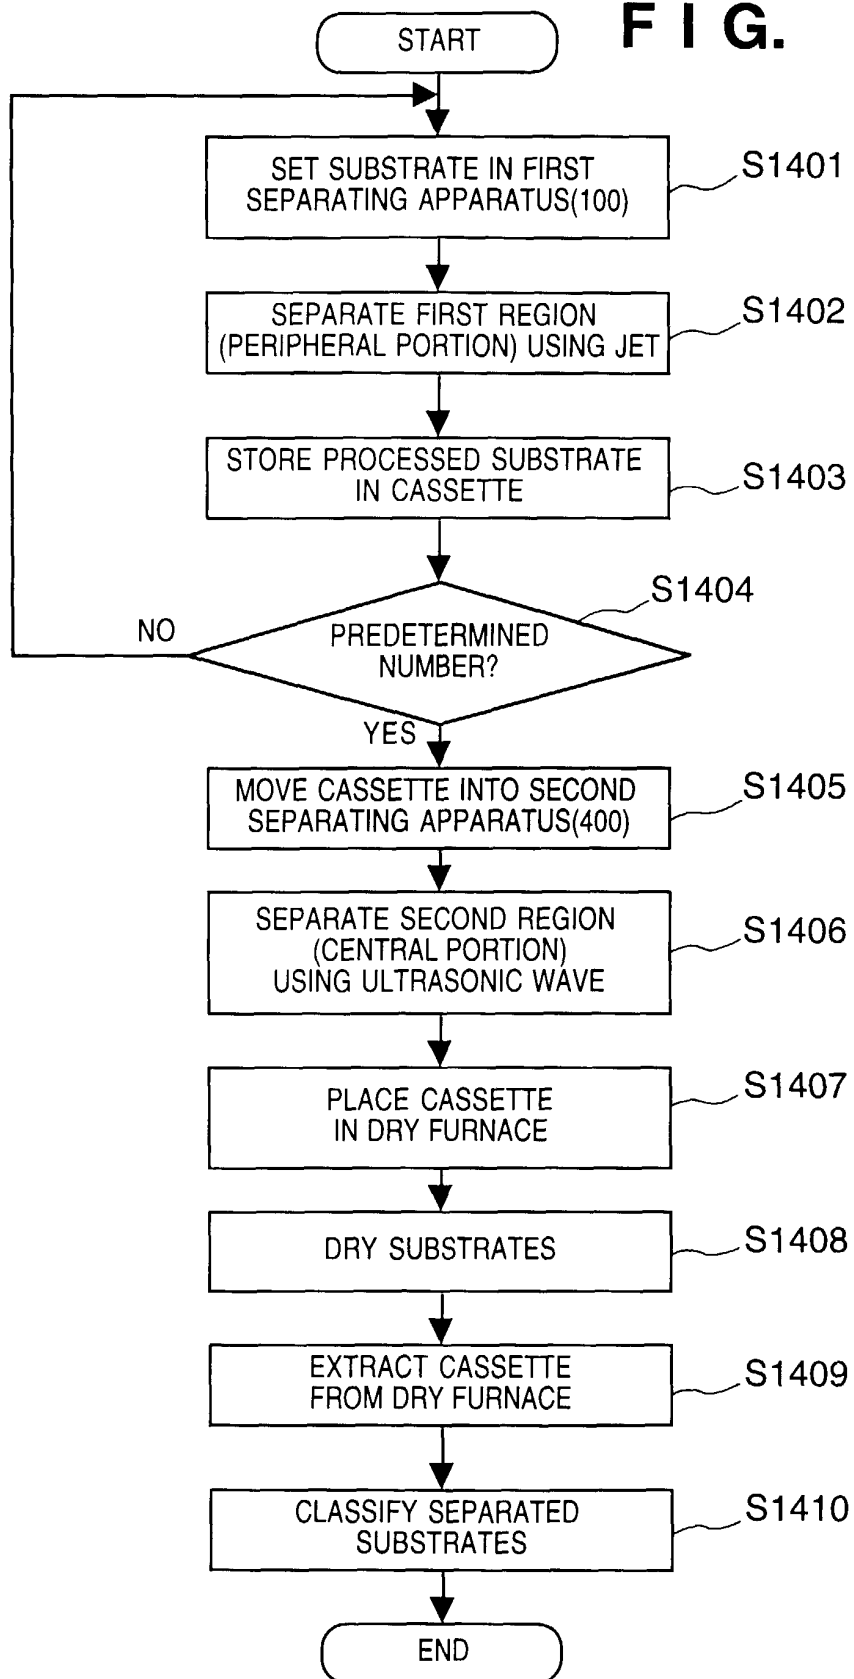 FIG.
START
SET SUBSTRATE IN FIRST
SEPARATING APPARATUS(100)
S1401
SEPARATE FIRST REGION
(PERIPHERAL PORTION) USING JET
S1402
STORE PROCESSED SUBSTRATE
IN CASSETTE
S1403
S1404
PREDETERMINED
NUMBER?
NO
YES
MOVE CASSETTE INTO SECOND
SEPARATING APPARATUS(400)
S1405
SEPARATE SECOND REGION
(CENTRAL PORTION)
USING ULTRASONIC WAVE
S1406
PLACE CASSETTE
IN DRY FURNACE
S1407
DRY SUBSTRATES
S1408
EXTRACT CASSETTE
FROM DRY FURNACE
S1409
CLASSIFY SEPARATED
SUBSTRATES
S1410
END